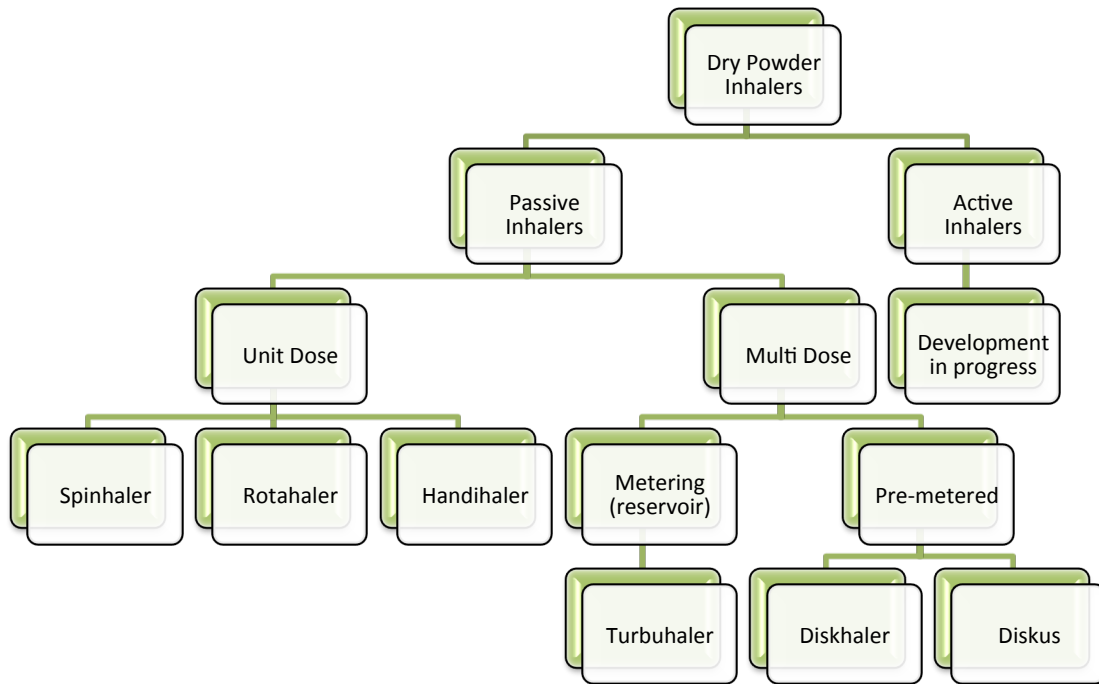 Dry Powder
Inhalers
Passive
Inhalers
Active
Inhalers
Unit Dose
Multi Dose
Development
in progress
Spinhaler
Rotahaler
Handihaler
Metering
(reservoir)
Pre-metered
Turbuhaler
Diskhaler
Diskus